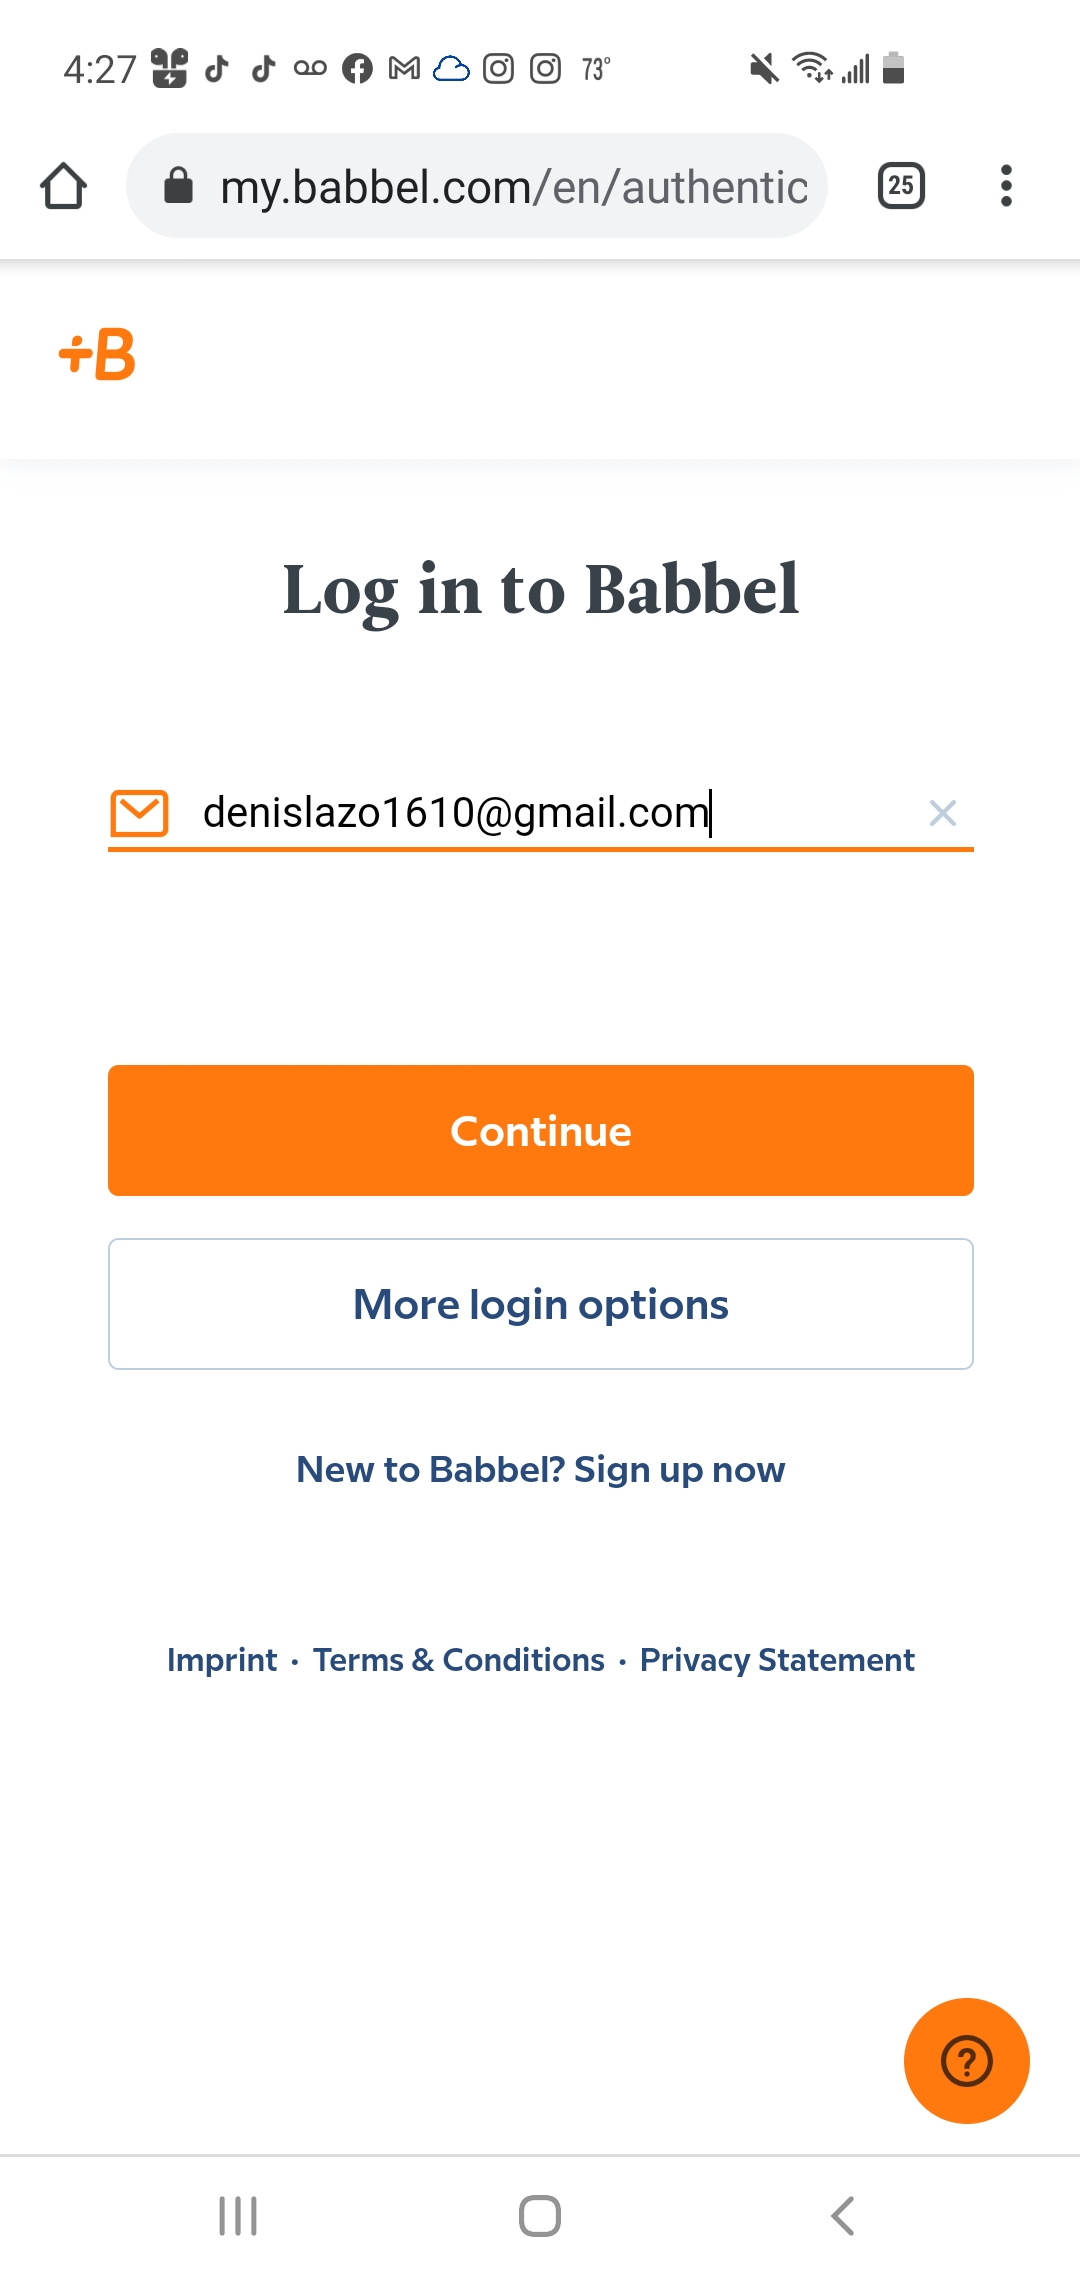 4:27 73°
my.babbel.com/en/authentic 25
+B
Log in to Babbel
denislazo1610@gmail.com
Continue
More login options
New to Babbel? Sign up now
Imprint · Terms & Conditions · Privacy Statement
?